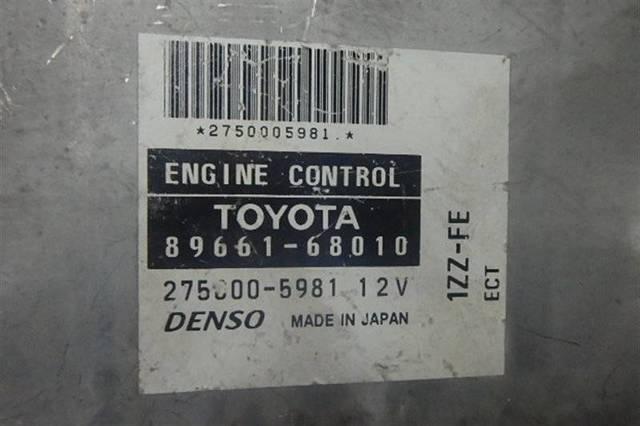 *2750005981.*
ENGINE CONTROL
TOYOTA
89661-68010
275000-5981 12V
DENSO MADE IN JAPAN
1ZZ-FE
ECT